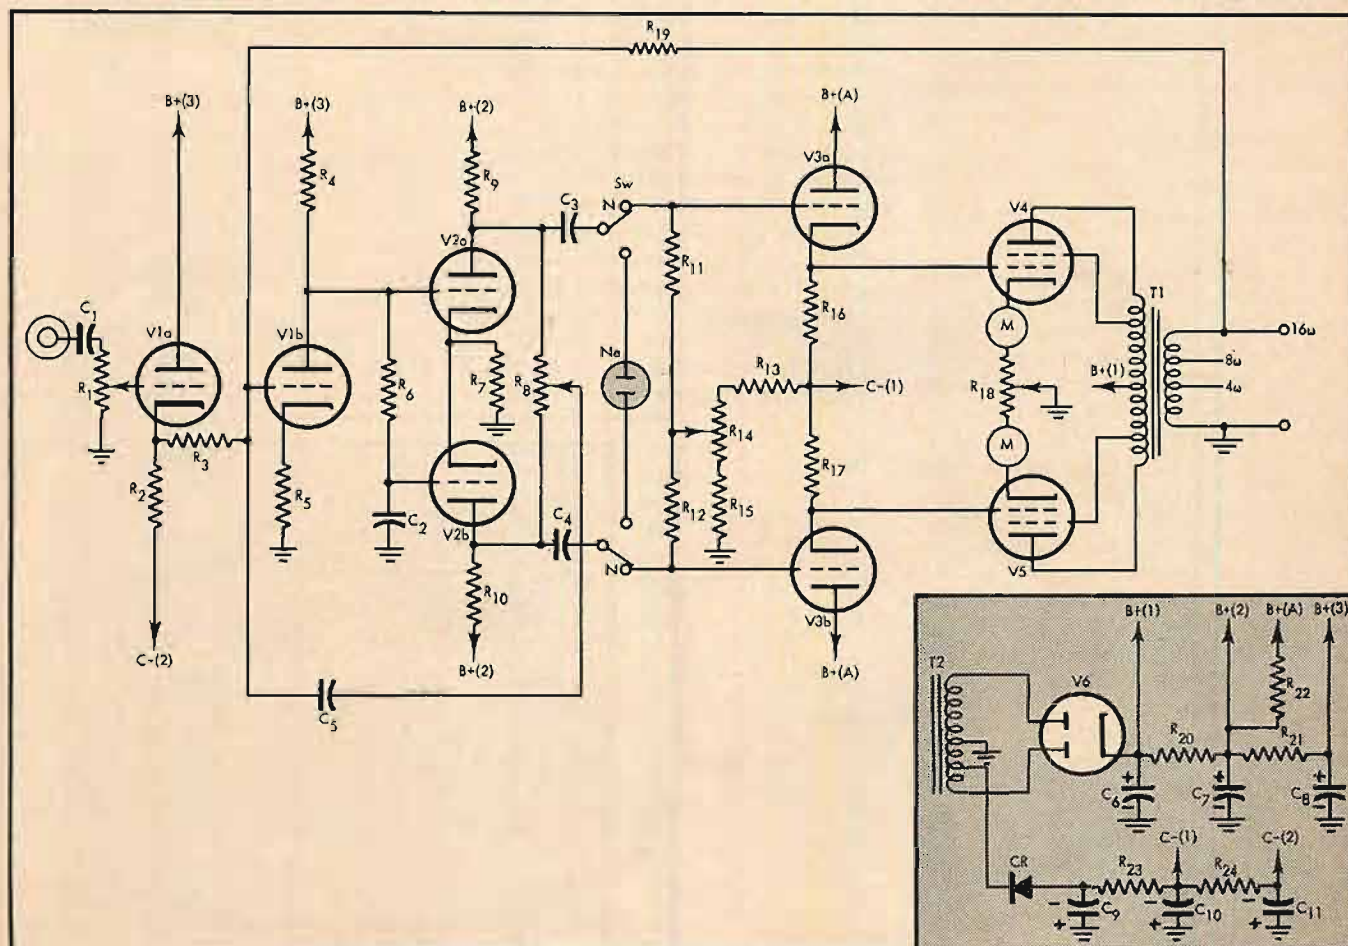 R19
B+(3)
B+(3)
B+(2)
B+(A)
R4
R9
V3a
Sw
N
C3
V4
V2a
R11
C1
V1a
V1b
R16
T1
16ω
R1
R6
R7
R8
Ne
R13
C-(1)
R18
B+(1)
8ω
4ω
M
M
R3
R14
R2
R5
R17
C2
V2b
C4
R12
R15
N
V5
R10
V3b
C-(2)
B+(2)
B+(A)
C5
B+(1)
B+(2)
B+(A)
B+(3)
T2
V6
R22
R20
R21
C6
C7
C8
C-(1)
C-(2)
CR
R23
R24
C9
C10
C11